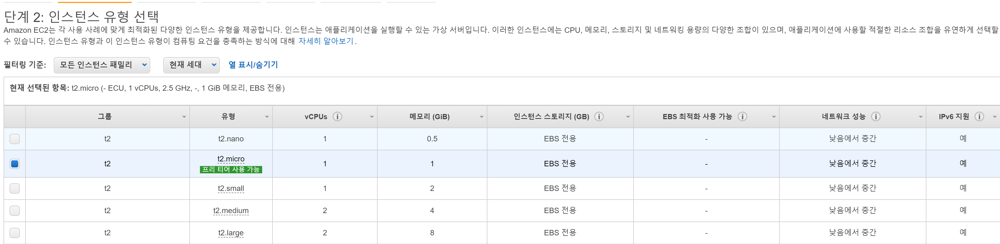 단계 2: 인스턴스 유형 선택
Amazon EC2는 각 사용 사례에 맞게 최적화된 다양한 인스턴스 유형을 제공합니다. 인스턴스는 애플리케이션을 실행할 수 있는 가상 서버입니다. 이러한 인스턴스에는 CPU, 메모리, 스토리지 및 네트워킹 용량의 다양한 조합이 있으며, 애플리케이션에 사용할 적절한 리소스 조합을 유연하게 선택할
수 있습니다. 인스턴스 유형과 이 인스턴스 유형이 컴퓨팅 요건을 충족하는 방식에 대해 자세히 알아보기.
필터링 기준: 모든 인스턴스 패밀리 현재 세대 열 표시/숨기기
현재 선택된 항목: t2.micro (- ECU, 1 vCPUs, 2.5 GHz, -, 1 GiB 메모리, EBS 전용)
그룹 유형 vCPUs 메모리 (GiB) 인스턴스 스토리지 (GB) EBS 최적화 사용 가능 네트워크 성능 IPv6 지원
t2 t2.nano 1 0.5 EBS 전용 - 낮음에서 중간 예
t2 t2.micro 1 1 EBS 전용 - 낮음에서 중간 예
프리 티어 사용 가능
t2 t2.small 1 2 EBS 전용 - 낮음에서 중간 예
t2 t2.medium 2 4 EBS 전용 - 낮음에서 중간 예
t2 t2.large 2 8 EBS 전용 - 낮음에서 중간 예